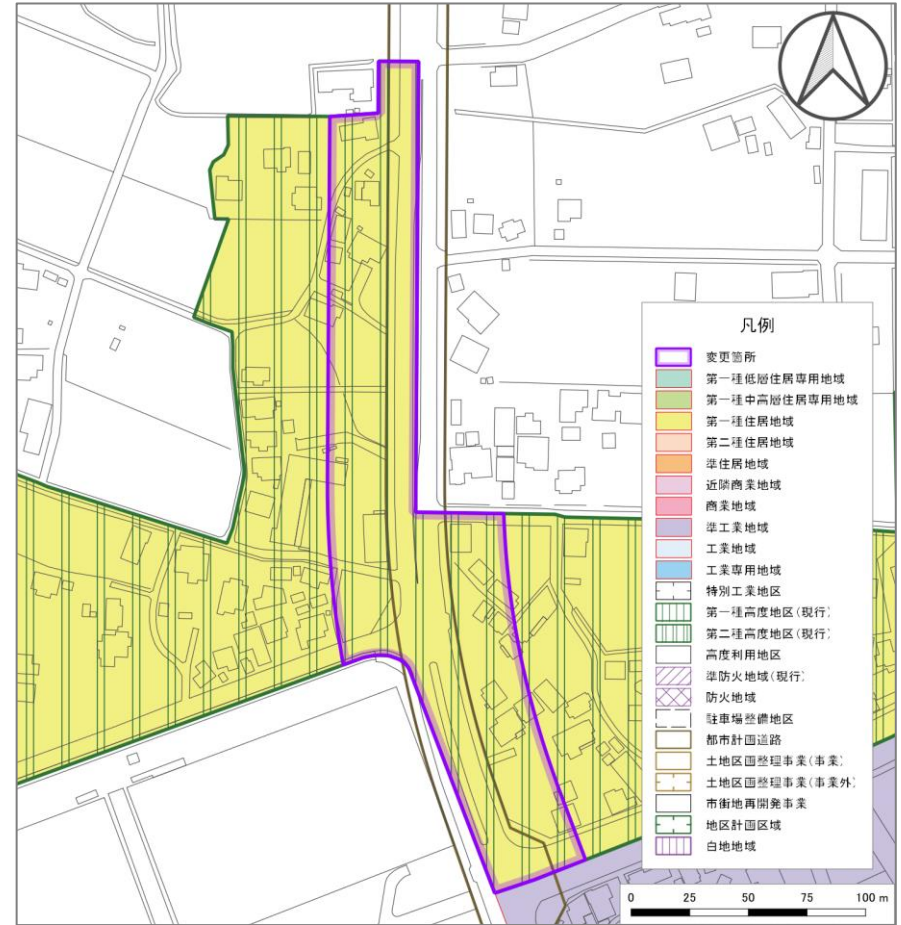 凡例
変更箇所
第一種低層住居専用地域
第一種中高層住居専用地域
第一種住居地域
第二種住居地域
準住居地域
近隣商業地域
商業地域
準工業地域
工業地域
工業専用地域
特別工業地区
第一種高度地区(現行)
第二種高度地区(現行)
高度利用地区
準防火地域(現行)
防火地域
駐車場整備地区
都市計画道路
土地区画整理事業(事業)
土地区画整理事業(事業外)
市街地再開発事業
地区計画区域
白地地域
0 25 50 75 100 m